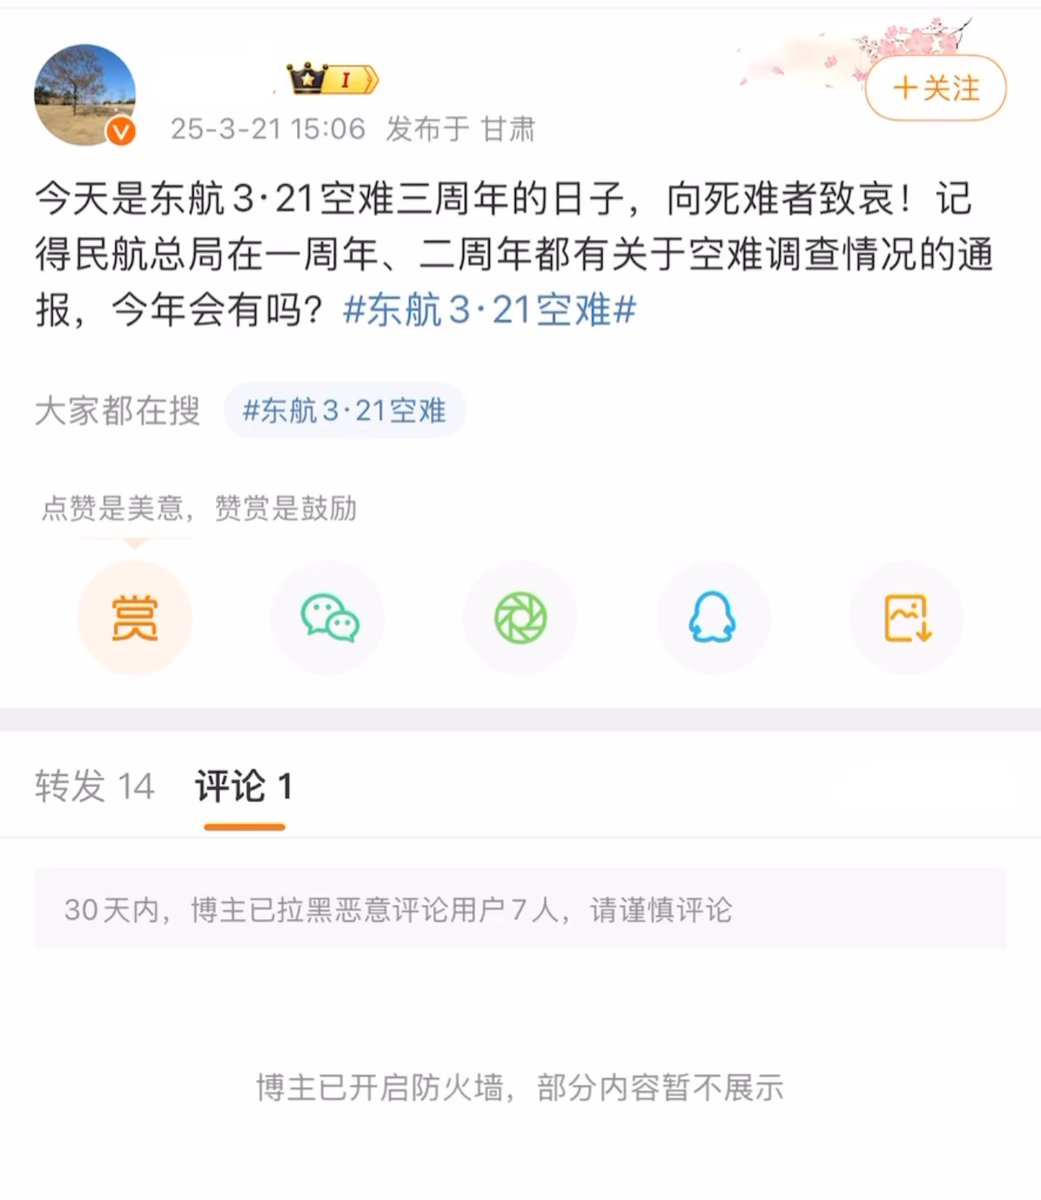 I
+关注
25-3-21 15:06 发布于 甘肃
今天是东航3·21空难三周年的日子，向死难者致哀！记
得民航总局在一周年、二周年都有关于空难调查情况的通
报，今年会有吗？#东航3·21空难#
大家都在搜 #东航3·21空难
点赞是美意，赞赏是鼓励
赏
转发 14 评论 1
30天内，博主已拉黑恶意评论用户7人，请谨慎评论
博主已开启防火墙，部分内容暂不展示